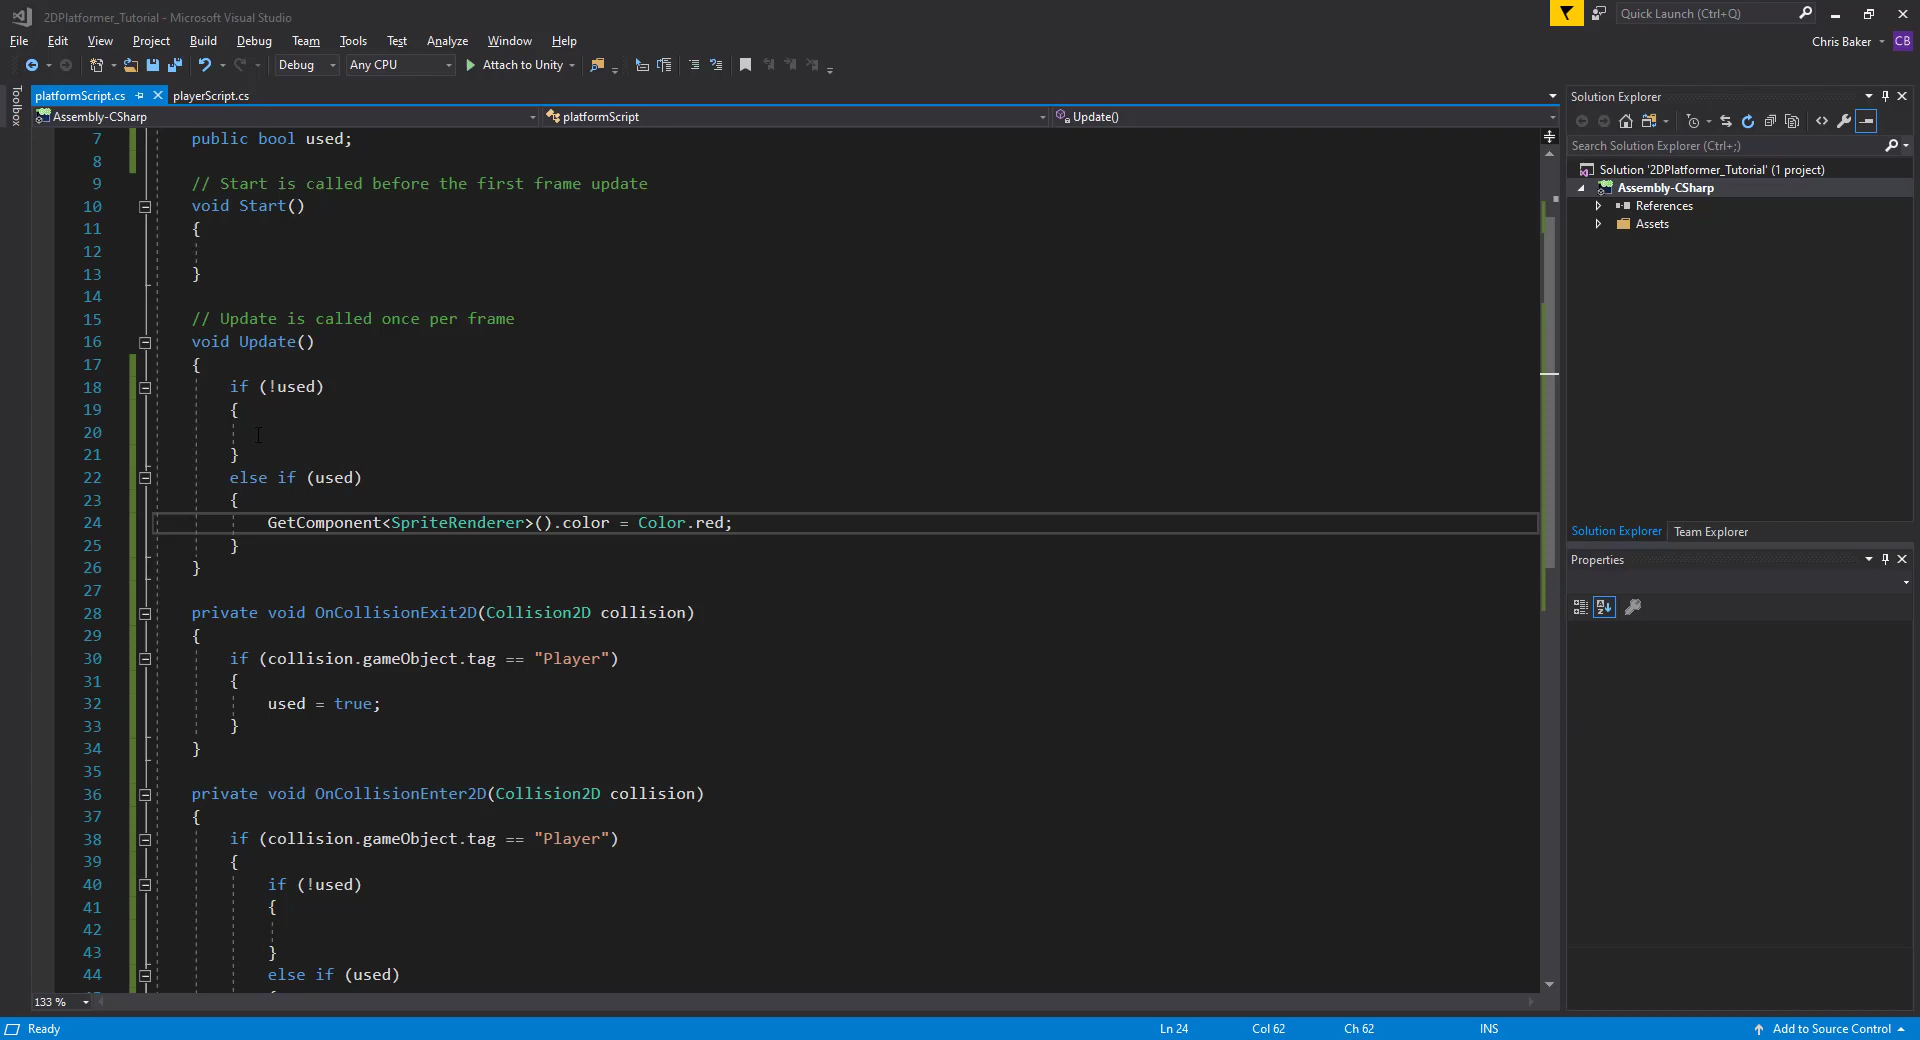 2DPlatformer_Tutorial - Microsoft Visual Studio
Quick Launch (Ctrl+Q)
File Edit View Project Build Debug Team Tools Test Analyze Window Help
Chris Baker CB
Debug Any CPU Attach to Unity
Toolbox
platformScript.cs playerScript.cs
Assembly-CSharp platformScript Update()
7 public bool used;
8
9 // Start is called before the first frame update
10 void Start()
11 {
12
13 }
14
15 // Update is called once per frame
16 void Update()
17 {
18 if (!used)
19 {
20
21 }
22 else if (used)
23 {
24 GetComponent<SpriteRenderer>().color = Color.red;
25 }
26 }
27
28 private void OnCollisionExit2D(Collision2D collision)
29 {
30 if (collision.gameObject.tag == "Player")
31 {
32 used = true;
33 }
34 }
35
36 private void OnCollisionEnter2D(Collision2D collision)
37 {
38 if (collision.gameObject.tag == "Player")
39 {
40 if (!used)
41 {
42
43 }
44 else if (used)
133 %
Solution Explorer
Search Solution Explorer (Ctrl+;)
Solution '2DPlatformer_Tutorial' (1 project)
Assembly-CSharp
References
Assets
Solution Explorer Team Explorer
Properties
Ready Ln 24 Col 62 Ch 62 INS Add to Source Control